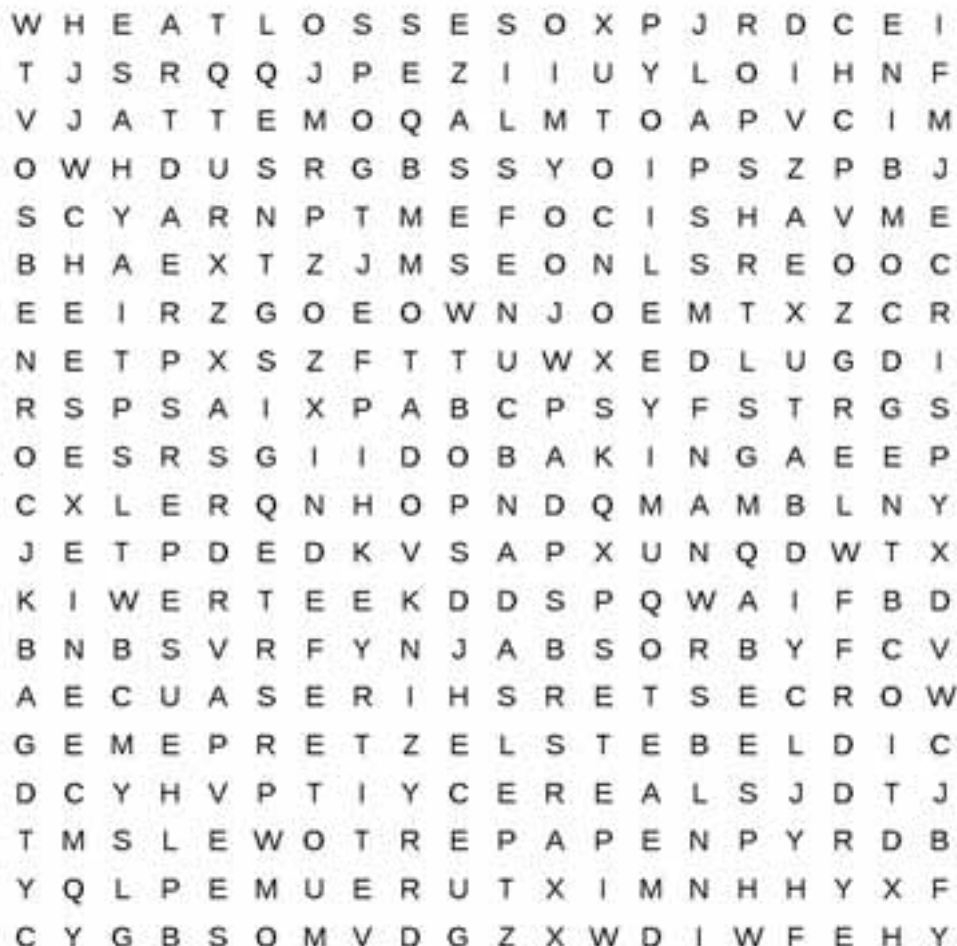 W H E A T L O S S E S O X P J R D C E I
T J S R Q Q J P E Z I I U Y L O I H N F
V J A T T E M O Q A L M T O A P V C I M
O W H D U S R G B S S Y O I P S Z P B J
S C Y A R N P T M E F O C I S H A V M E
B H A E X T Z J M S E O N L S R E O O C
E E I R Z G O E O W N J O E M T X Z C R
N E T P X S Z F T T U W X E D L U G D I
R S P S A I X P A B C P S Y F S T R G S
O E S R S G I I D O B A K I N G A E E P
C X L E R Q N H O P N D Q M A M B L N Y
J E T P D E D K V S A P X U N Q D W T X
K I W E R T E E K D D S P Q W A I F B D
B N B S V R F Y N J A B S O R B Y F C V
A E C U A S E R I H S R E T S E C R O W
G E M E P R E T Z E L S T E B E L D I C
D C Y H V P T I Y C E R E A L S J D T J
T M S L E W O T R E P A P E N P Y R D B
Y Q L P E M U E R U T X I M N H H Y X F
C Y G B S O M V D G Z X W D I W F E H Y